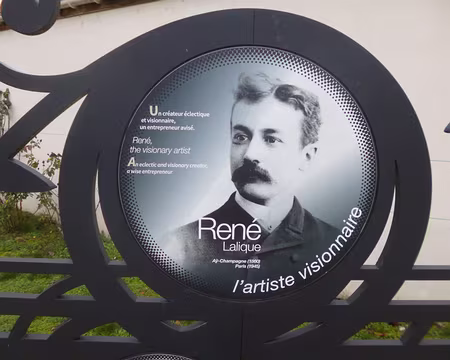 Un créateur éclectique
et visionnaire,
un entrepreneur avisé.
René,
the visionary artist
An eclectic and visionary creator,
a wise entrepreneur
René
Lalique
Aÿ-Champagne (1860)
Paris (1945)
l'artiste visionnaire